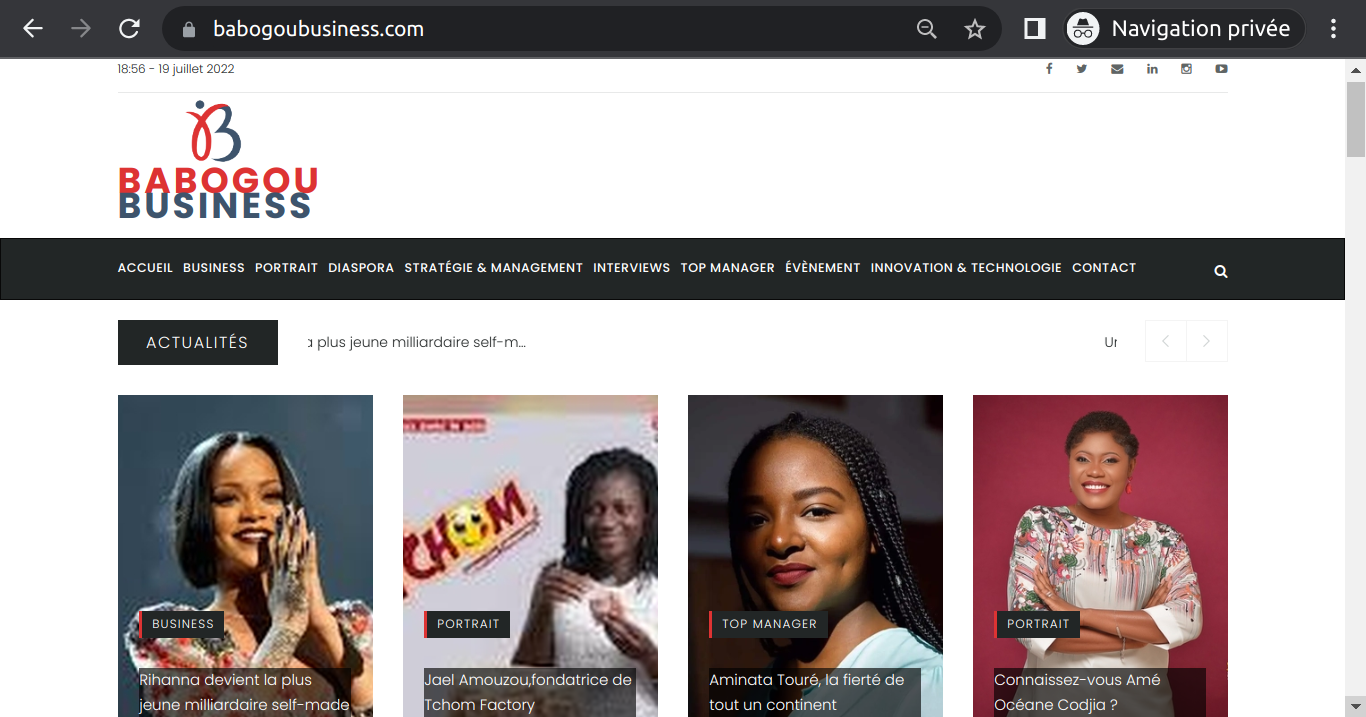 babogoubusiness.com
Navigation privée
18:56 - 19 juillet 2022
BABOGOU
BUSINESS
ACCUEIL BUSINESS PORTRAIT DIASPORA STRATÉGIE & MANAGEMENT INTERVIEWS TOP MANAGER ÉVÈNEMENT INNOVATION & TECHNOLOGIE CONTACT
ACTUALITÉS
a plus jeune milliardaire self-m...
Ur
TCHOM
BUSINESS
Rihanna devient la plus
jeune milliardaire self-made
PORTRAIT
Jael Amouzou,fondatrice de
Tchom Factory
TOP MANAGER
Aminata Touré, la fierté de
tout un continent
PORTRAIT
Connaissez-vous Amé
Océane Codjia ?